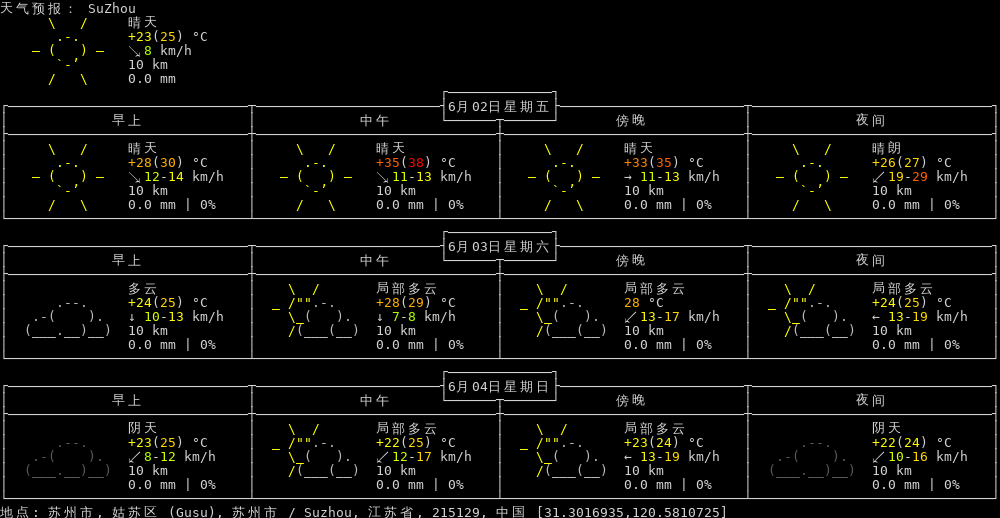 天气预报: SuZhou
晴天
+23(25) °C
↘ 8 km/h
10 km
0.0 mm
6月02日星期五
早上 中午 傍晚 夜间
晴天 晴天 晴天 晴朗
+28(30) °C +35(38) °C +33(35) °C +26(27) °C
↘ 12-14 km/h ↘ 11-13 km/h → 11-13 km/h ↙ 19-29 km/h
10 km 10 km 10 km 10 km
0.0 mm | 0% 0.0 mm | 0% 0.0 mm | 0% 0.0 mm | 0%
6月03日星期六
早上 中午 傍晚 夜间
多云 局部多云 局部多云 局部多云
+24(25) °C +28(29) °C 28 °C +24(25) °C
↓ 10-13 km/h ↓ 7-8 km/h ↙ 13-17 km/h ← 13-19 km/h
10 km 10 km 10 km 10 km
0.0 mm | 0% 0.0 mm | 0% 0.0 mm | 0% 0.0 mm | 0%
6月04日星期日
早上 中午 傍晚 夜间
阴天 局部多云 局部多云 阴天
+23(25) °C +22(25) °C +23(24) °C +22(24) °C
↙ 8-12 km/h ↙ 12-17 km/h ← 13-19 km/h ↙ 10-16 km/h
10 km 10 km 10 km 10 km
0.0 mm | 0% 0.0 mm | 0% 0.0 mm | 0% 0.0 mm | 0%
地点: 苏州市, 姑苏区 (Gusu), 苏州市 / Suzhou, 江苏省, 215129, 中国 [31.3016935,120.5810725]